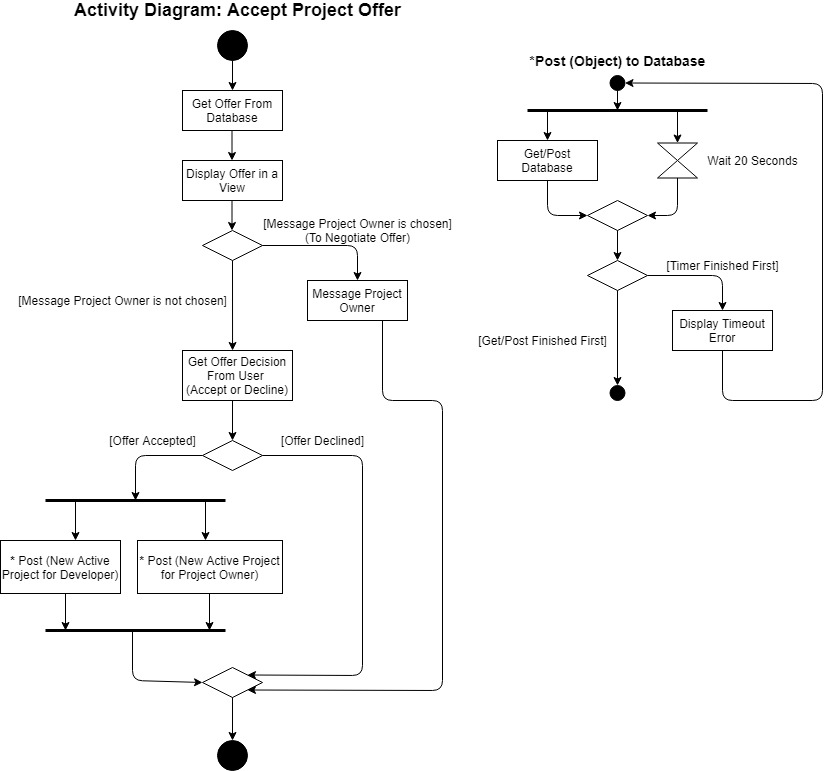 Activity Diagram: Accept Project Offer
Get Offer From
Database
Display Offer in a
View
[Message Project Owner is chosen]
(To Negotiate Offer)
[Message Project Owner is not chosen]
Message Project
Owner
Get Offer Decision
From User
(Accept or Decline)
[Offer Accepted]
[Offer Declined]
* Post (New Active
Project for Developer)
* Post (New Active Project
for Project Owner)
*Post (Object) to Database
Get/Post
Database
Wait 20 Seconds
[Timer Finished First]
[Get/Post Finished First]
Display Timeout
Error